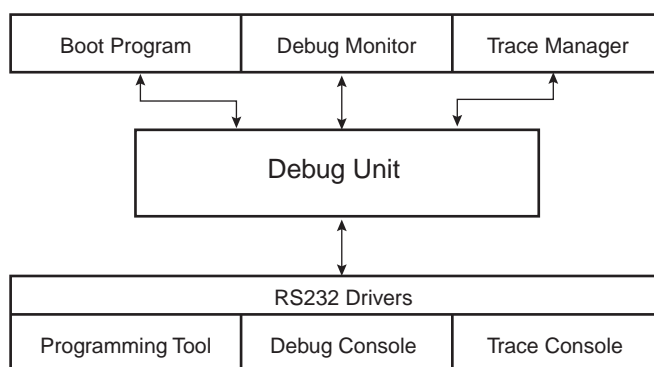 Boot Program Debug Monitor Trace Manager
Debug Unit
RS232 Drivers
Programming Tool Debug Console Trace Console